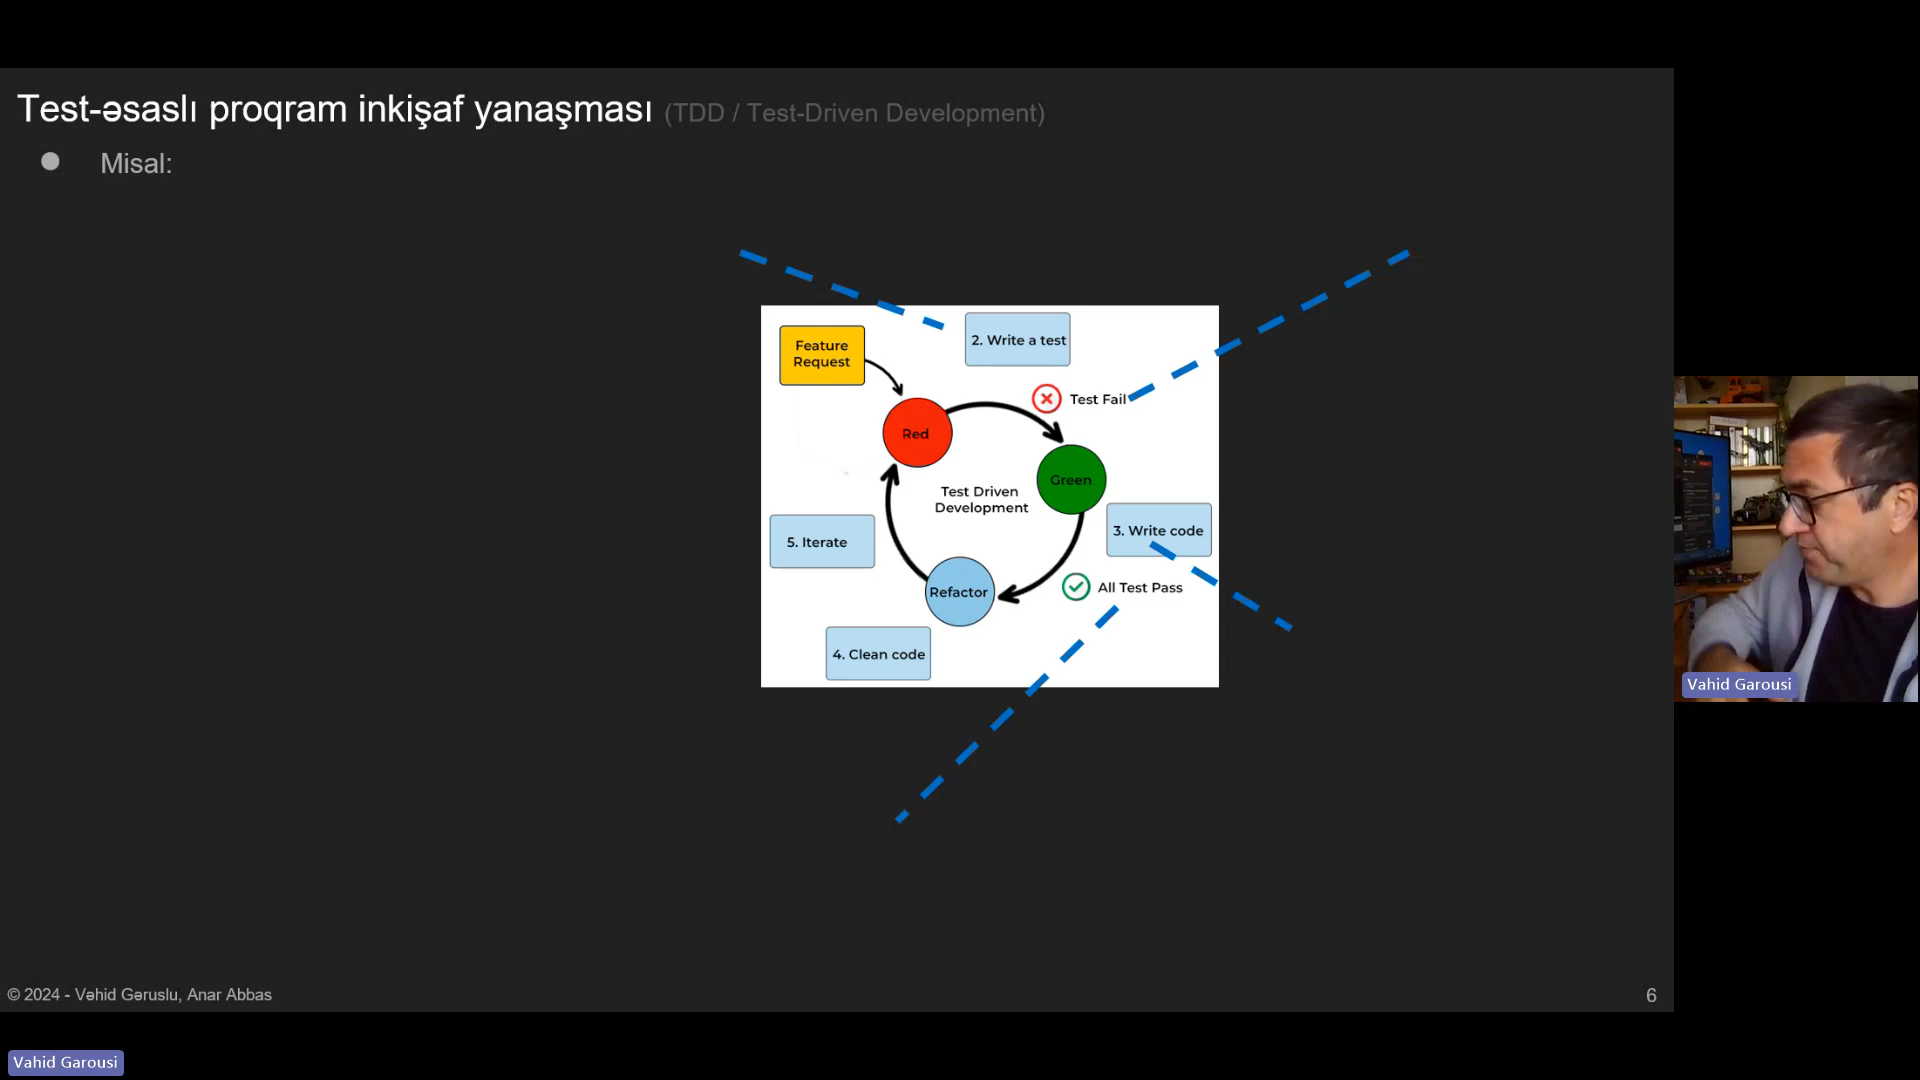 Test-əsaslı proqram inkişaf yanaşması (TDD / Test-Driven Development)
Misal:
Feature
Request
2. Write a test
Test Fail
Red
Green
Test Driven
Development
3. Write code
5. Iterate
All Test Pass
Refactor
4. Clean code
Vahid Garousi
© 2024 - Vəhid Gəruslu, Anar Abbas
6
Vahid Garousi